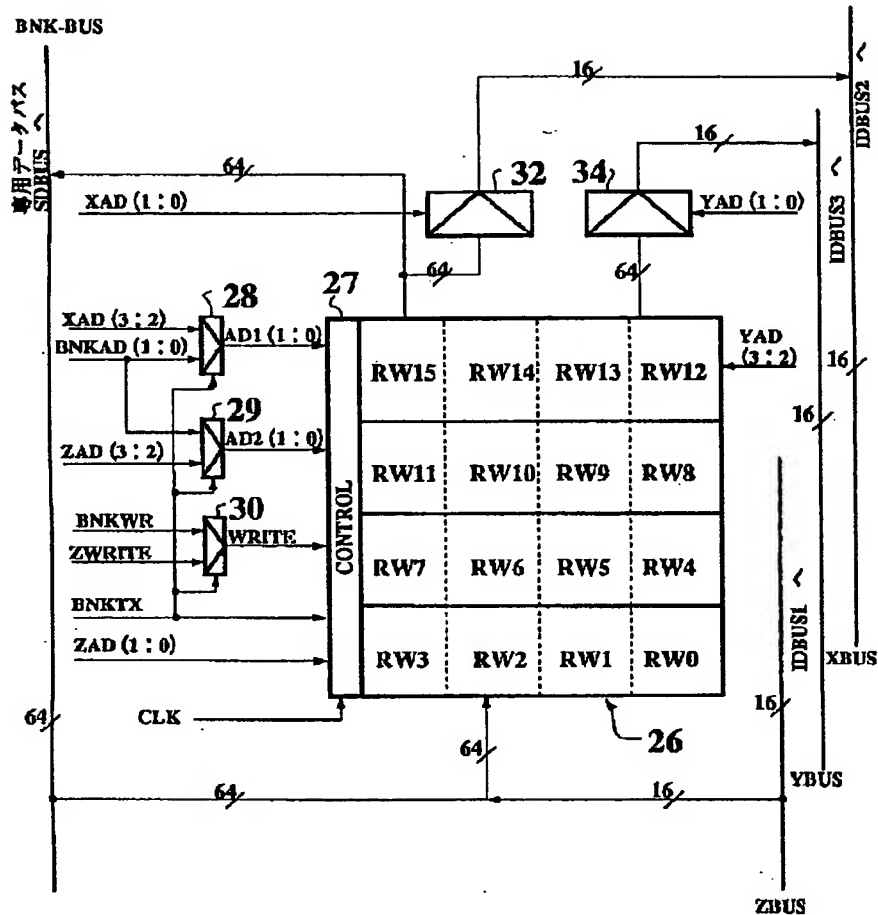 BNK-BUS
専用データバス
SDBUS へ
16
IDBUS2 へ
16
IDBUS3 へ
64
32
34
XAD (1:0)
YAD (1:0)
64
64
27
28
XAD (3:2)
BNKAD (1:0)
AD1 (1:0)
YAD
(3:2)
RW15 RW14 RW13 RW12
16
29
AD2 (1:0)
ZAD (3:2)
16
RW11 RW10 RW9 RW8
30
BNKWR
WRITE
ZWRITE
CONTROL
RW7 RW6 RW5 RW4
BNKTX
IDBUS1 へ
ZAD (1:0)
RW3 RW2 RW1 RW0
XBUS
64
CLK
16
64
26
YBUS
64
16
ZBUS